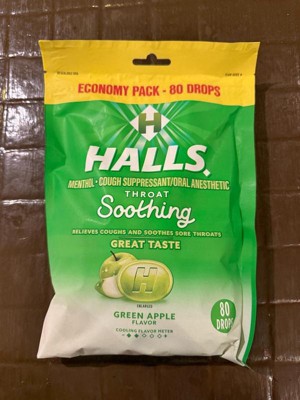 ECONOMY PACK - 80 DROPS
HALLS
MENTHOL • COUGH SUPPRESSANT/ORAL ANESTHETIC
THROAT
Soothing
RELIEVES COUGHS AND SOOTHES SORE THROATS
GREAT TASTE
H
ENLARGED
GREEN APPLE
FLAVOR
COOLING FLAVOR METER
80
DROPS